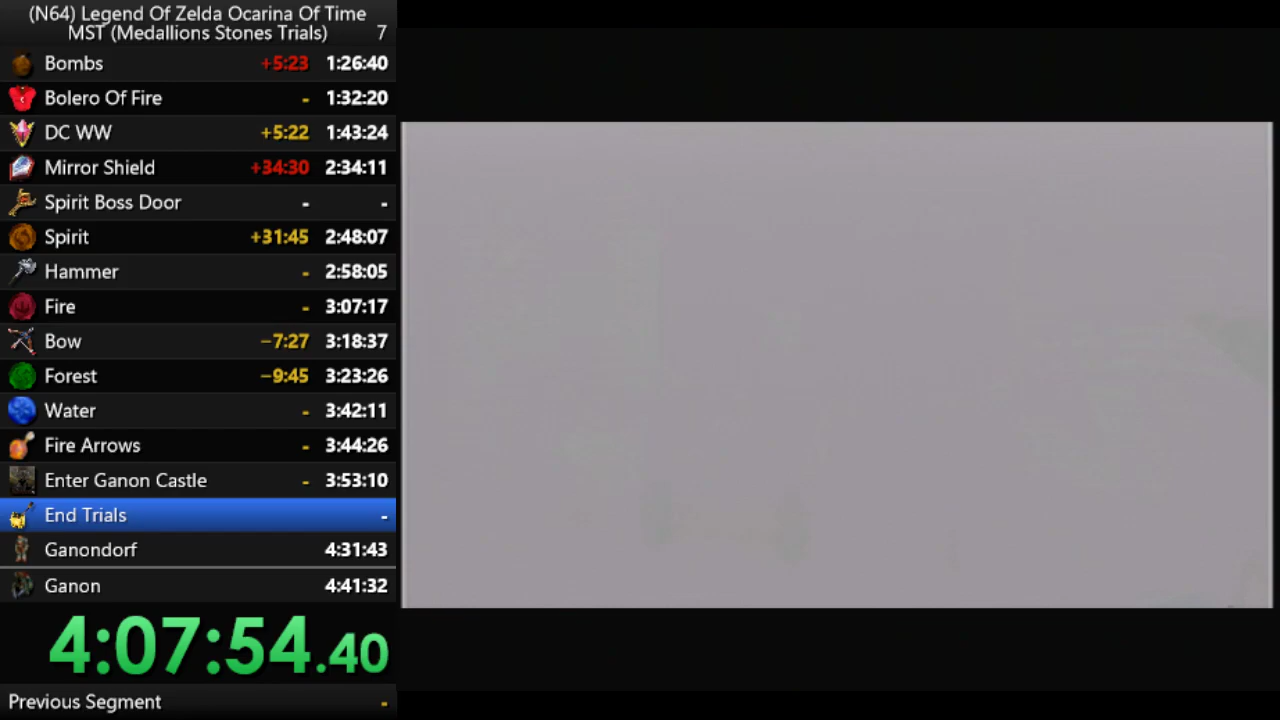 (N64) Legend Of Zelda Ocarina Of Time
MST (Medallions Stones Trials) 7
Bombs +5:23 1:26:40
Bolero Of Fire - 1:32:20
DC WW +5:22 1:43:24
Mirror Shield +34:30 2:34:11
Spirit Boss Door - -
Spirit +31:45 2:48:07
Hammer - 2:58:05
Fire - 3:07:17
Bow −7:27 3:18:37
Forest −9:45 3:23:26
Water - 3:42:11
Fire Arrows - 3:44:26
Enter Ganon Castle - 3:53:10
End Trials -
Ganondorf 4:31:43
Ganon 4:41:32
4:07:54.40
Previous Segment -